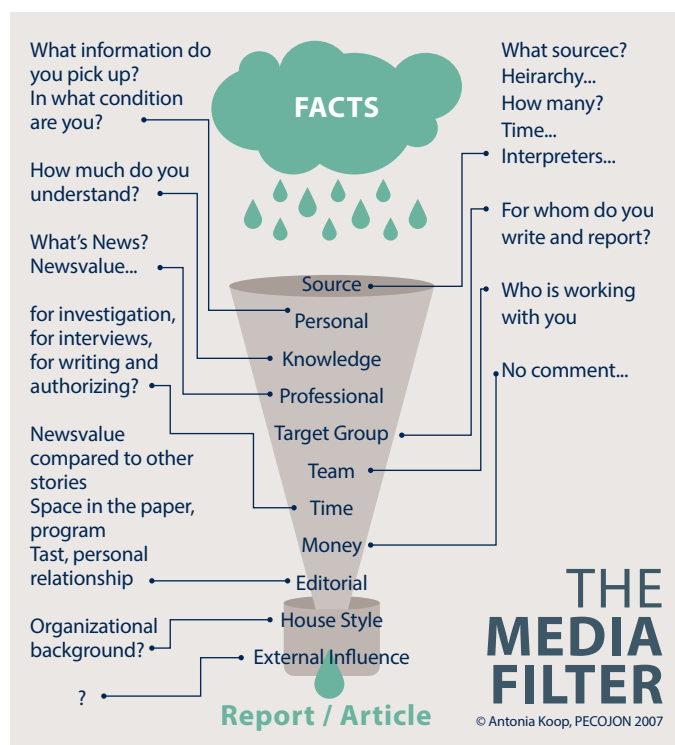 What information do
you pick up?
In what condition
are you?
How much do you
understand?
What's News?
Newsvalue...
for investigation,
for interviews,
for writing and
authorizing?
Newsvalue
compared to other
stories
Space in the paper,
program
Tast, personal
relationship
Organizational
background?
?
FACTS
Source
Personal
Knowledge
Professional
Target Group
Team
Time
Money
Editorial
House Style
External Influence
Report / Article
What sourcec?
Heirarchy...
How many?
Time...
Interpreters...
For whom do you
write and report?
Who is working
with you
No comment...
THE
MEDIA
FILTER
© Antonia Koop, PECOJON 2007